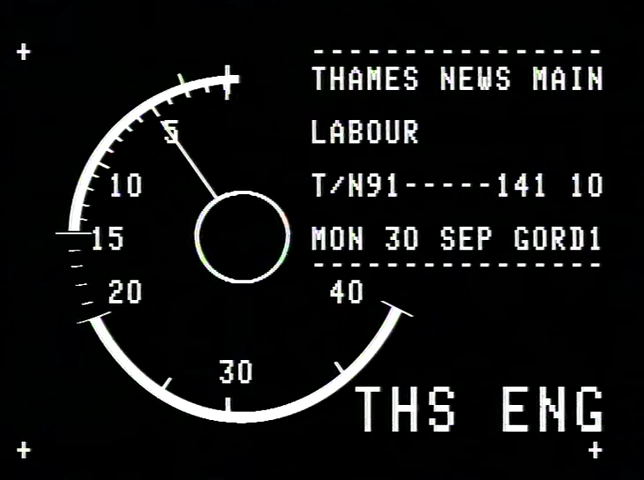 THAMES NEWS MAIN
LABOUR
T/N91-----141 10
MON 30 SEP GORD1
5
10
15
20
30
40
THS ENG